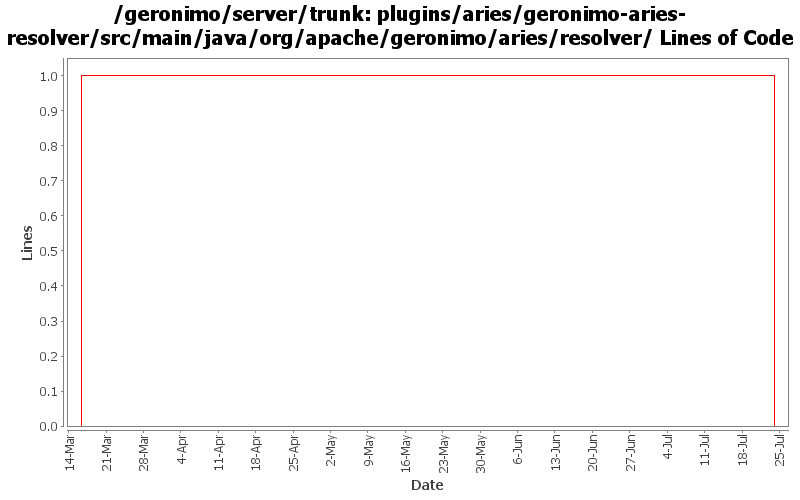 /geronimo/server/trunk: plugins/aries/geronimo-aries-
resolver/src/main/java/org/apache/geronimo/aries/resolver/ Lines of Code
1.0
0.9
0.8
0.7
0.6
0.5
0.4
0.3
0.2
0.1
0.0
Lines
14-Mar
21-Mar
28-Mar
4-Apr
11-Apr
18-Apr
25-Apr
2-May
9-May
16-May
23-May
30-May
6-Jun
13-Jun
20-Jun
27-Jun
4-Jul
11-Jul
18-Jul
25-Jul
Date